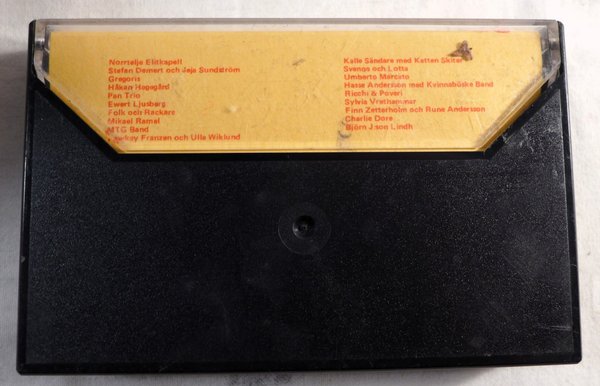 Norrtelje Elitkapell
Stefan Demert och Jeja Sundström
Gregoris
Håkan Hagegård
Pan Trio
Ewert Ljusberg
Folk och Rackare
Mikael Ramel
MTG Band
Franzen och Ulla Wiklund
Kalle Sändare med Katten Skitar
Svenge och Lotta
Umberto Marcato
Hasse Andersson med Kvinnaböske Band
Ricchi & Poveri
Sylvia Vrethammar
Finn Zetterholm och Rune Andersson
Charlie Dore
Björn J:son Lindh